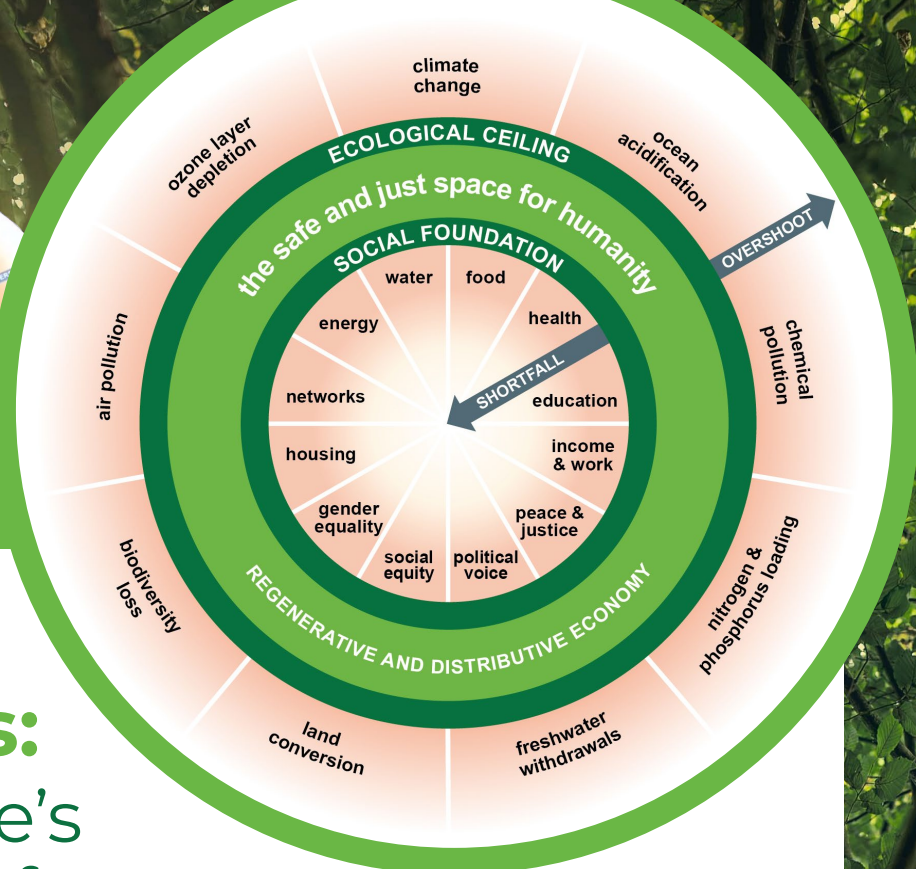 climate
change
ozone layer
depletion
ocean
acidification
ECOLOGICAL CEILING
the safe and just space for humanity
OVERSHOOT
SOCIAL FOUNDATION
water
food
energy
health
SHORTFALL
air pollution
chemical
pollution
networks
education
housing
income
& work
gender
equality
peace &
justice
social
equity
political
voice
biodiversity
loss
nitrogen &
phosphorus loading
REGENERATIVE AND DISTRIBUTIVE ECONOMY
land
conversion
freshwater
withdrawals
s:
e's